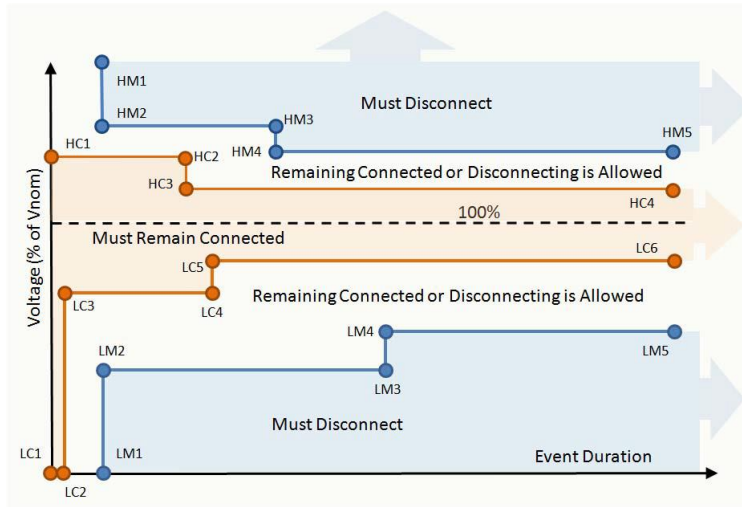 HM1
Must Disconnect
HM2
HM3
HM5
HC1
HC2
HM4
Remaining Connected or Disconnecting is Allowed
HC3
HC4
100%
Must Remain Connected
LC6
LC5
Voltage (% of Vnom)
LC3
LC4
Remaining Connected or Disconnecting is Allowed
LM4
LM5
LM2
LM3
Must Disconnect
Event Duration
LC1
LM1
LC2